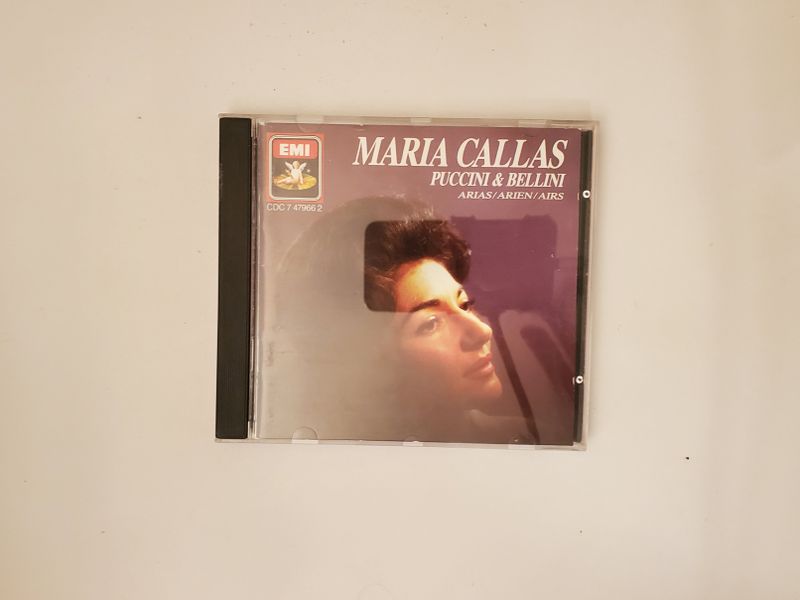 EMI
CDC 7 47966 2
MARIA CALLAS
PUCCINI & BELLINI
ARIAS/ARIEN/AIRS